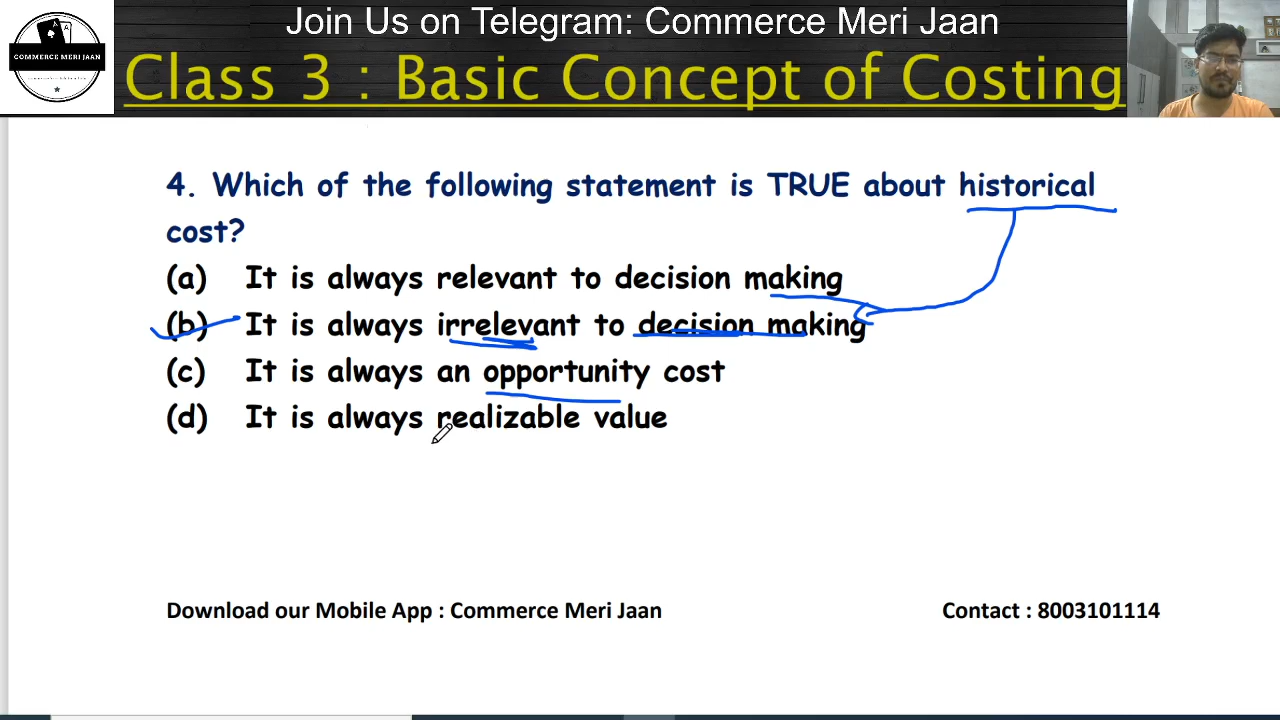 Join Us on Telegram: Commerce Meri Jaan
COMMERCE MERI JAAN
Class 3 : Basic Concept of Costing
4. Which of the following statement is TRUE about historical
cost?
(a) It is always relevant to decision making
(b) It is always irrelevant to decision making
(c) It is always an opportunity cost
(d) It is always realizable value
Download our Mobile App : Commerce Meri Jaan
Contact : 8003101114